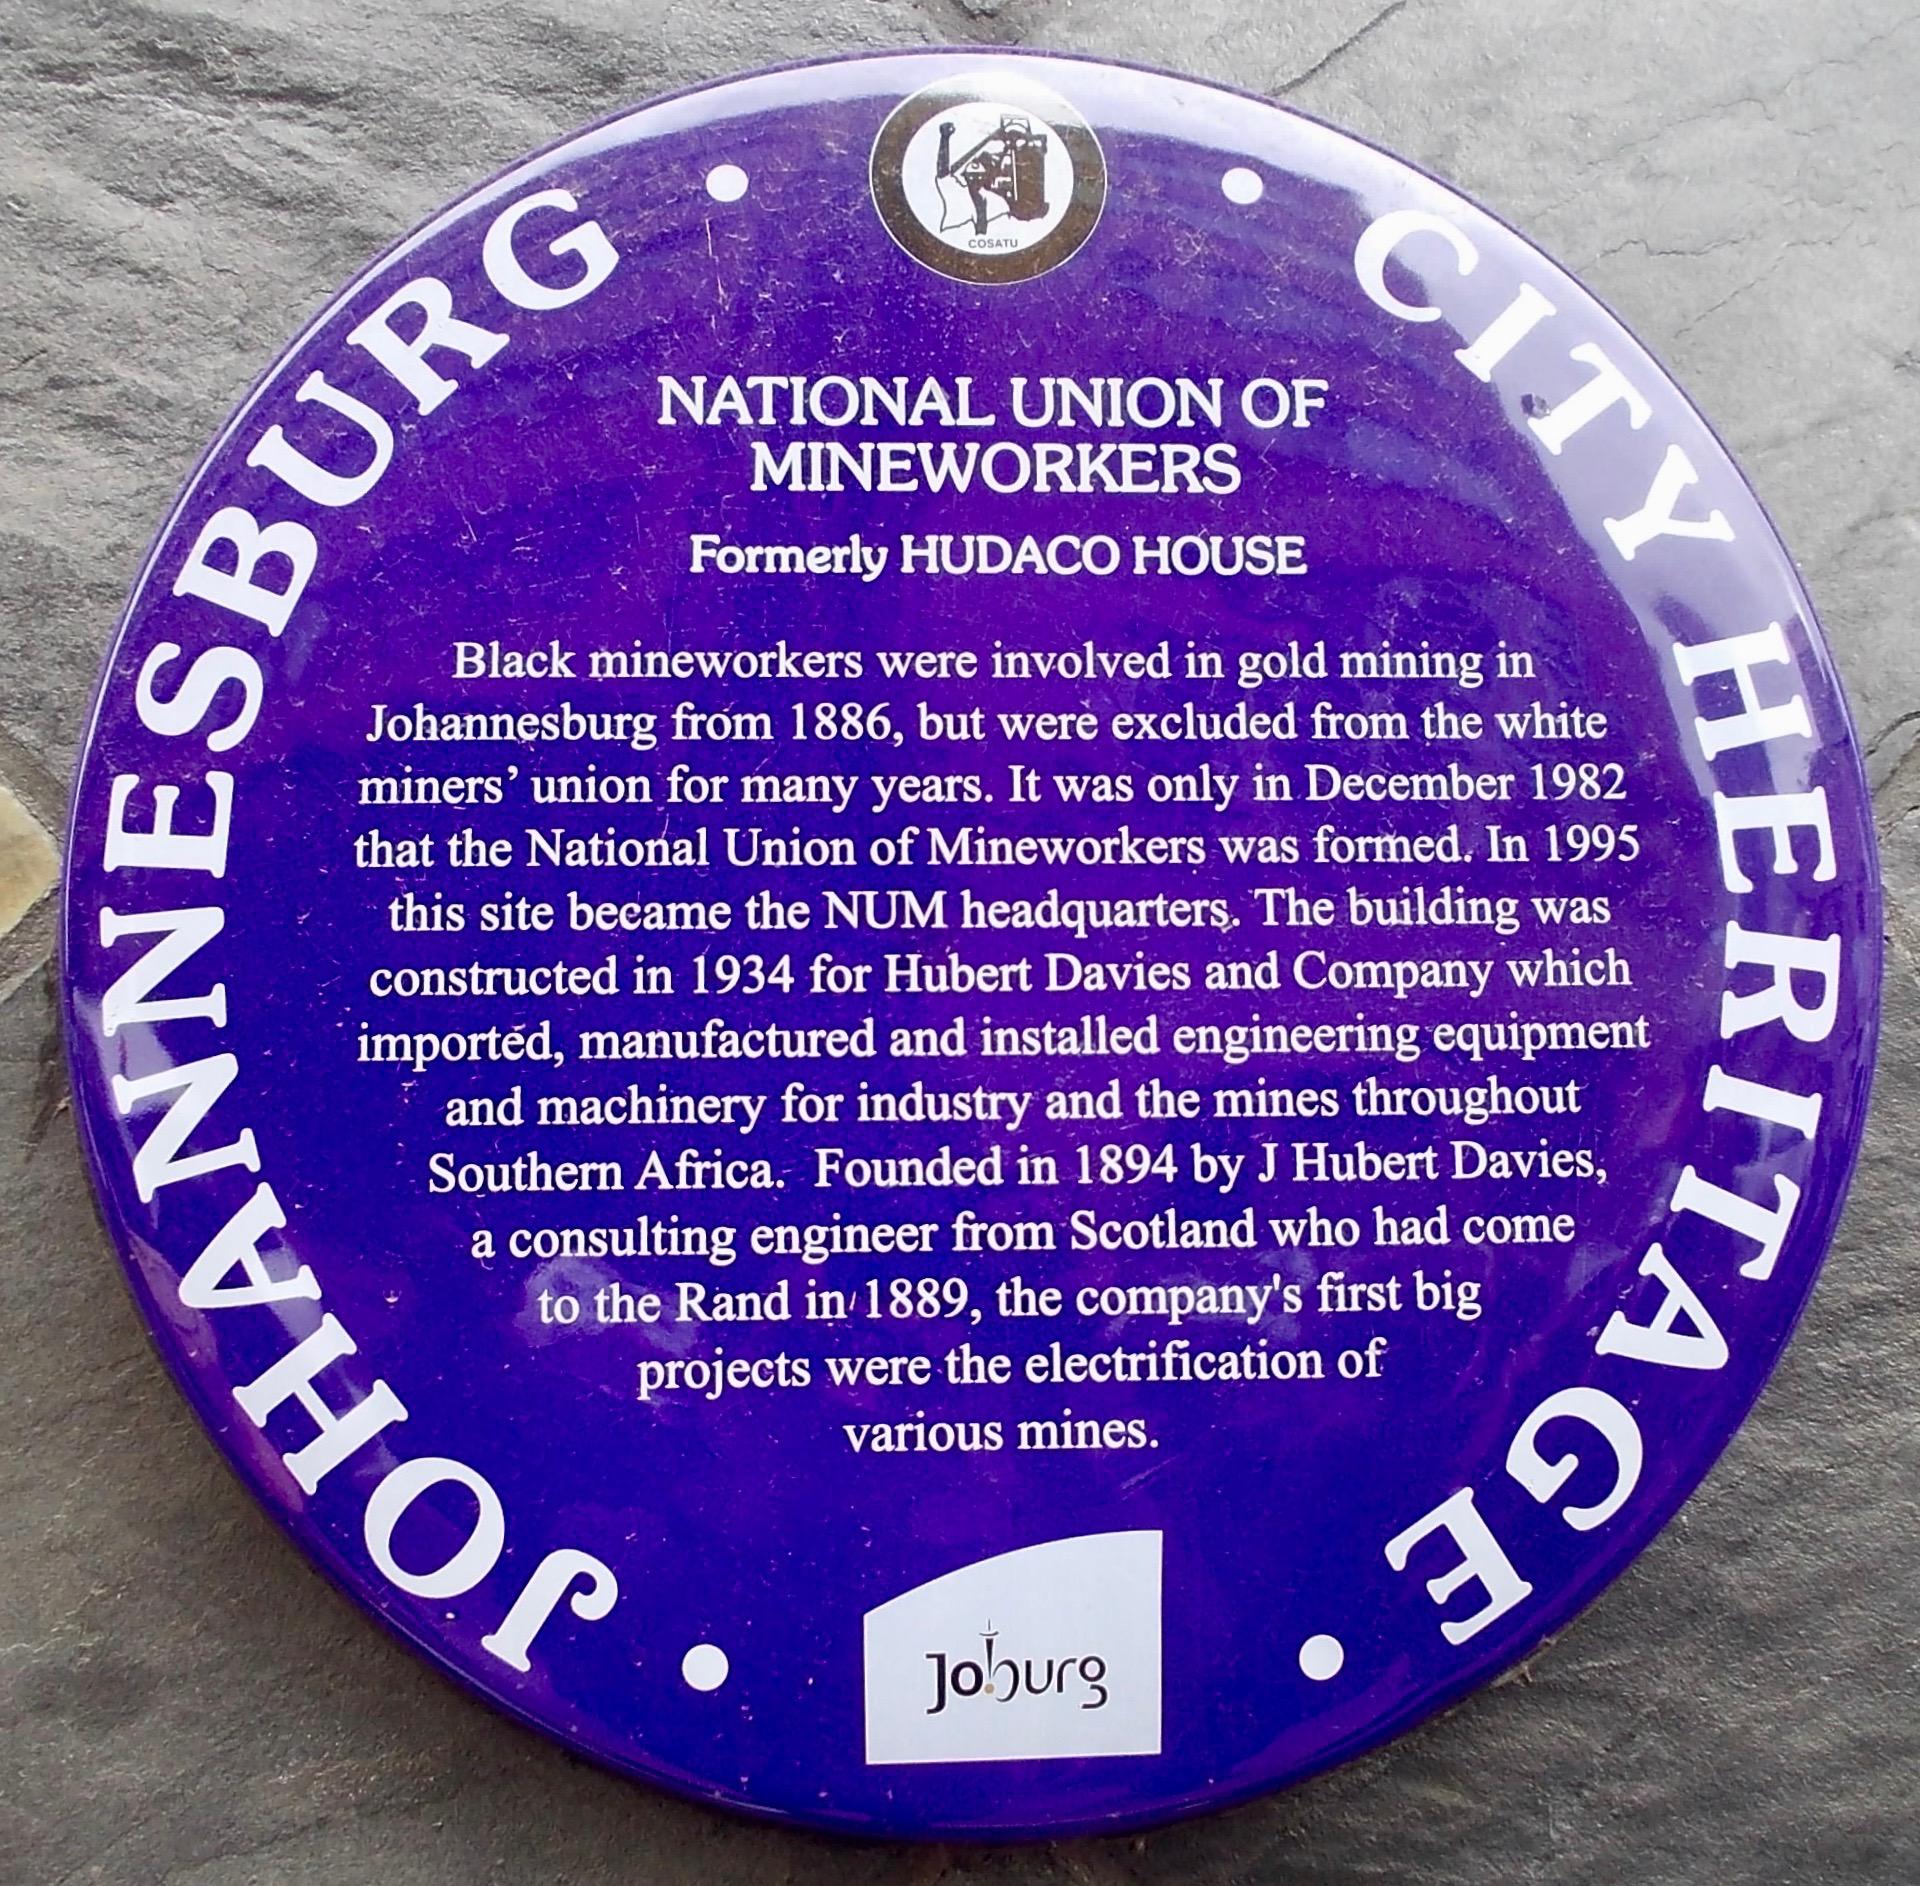 JOHANNESBURG • CITY HERITAGE
COSATU
NATIONAL UNION OF
MINEWORKERS
Formerly HUDACO HOUSE
Black mineworkers were involved in gold mining in
Johannesburg from 1886, but were excluded from the white
miners’ union for many years. It was only in December 1982
that the National Union of Mineworkers was formed. In 1995
this site became the NUM headquarters. The building was
constructed in 1934 for Hubert Davies and Company which
imported, manufactured and installed engineering equipment
and machinery for industry and the mines throughout
Southern Africa. Founded in 1894 by J Hubert Davies,
a consulting engineer from Scotland who had come
to the Rand in 1889, the company's first big
projects were the electrification of
various mines.
Joburg